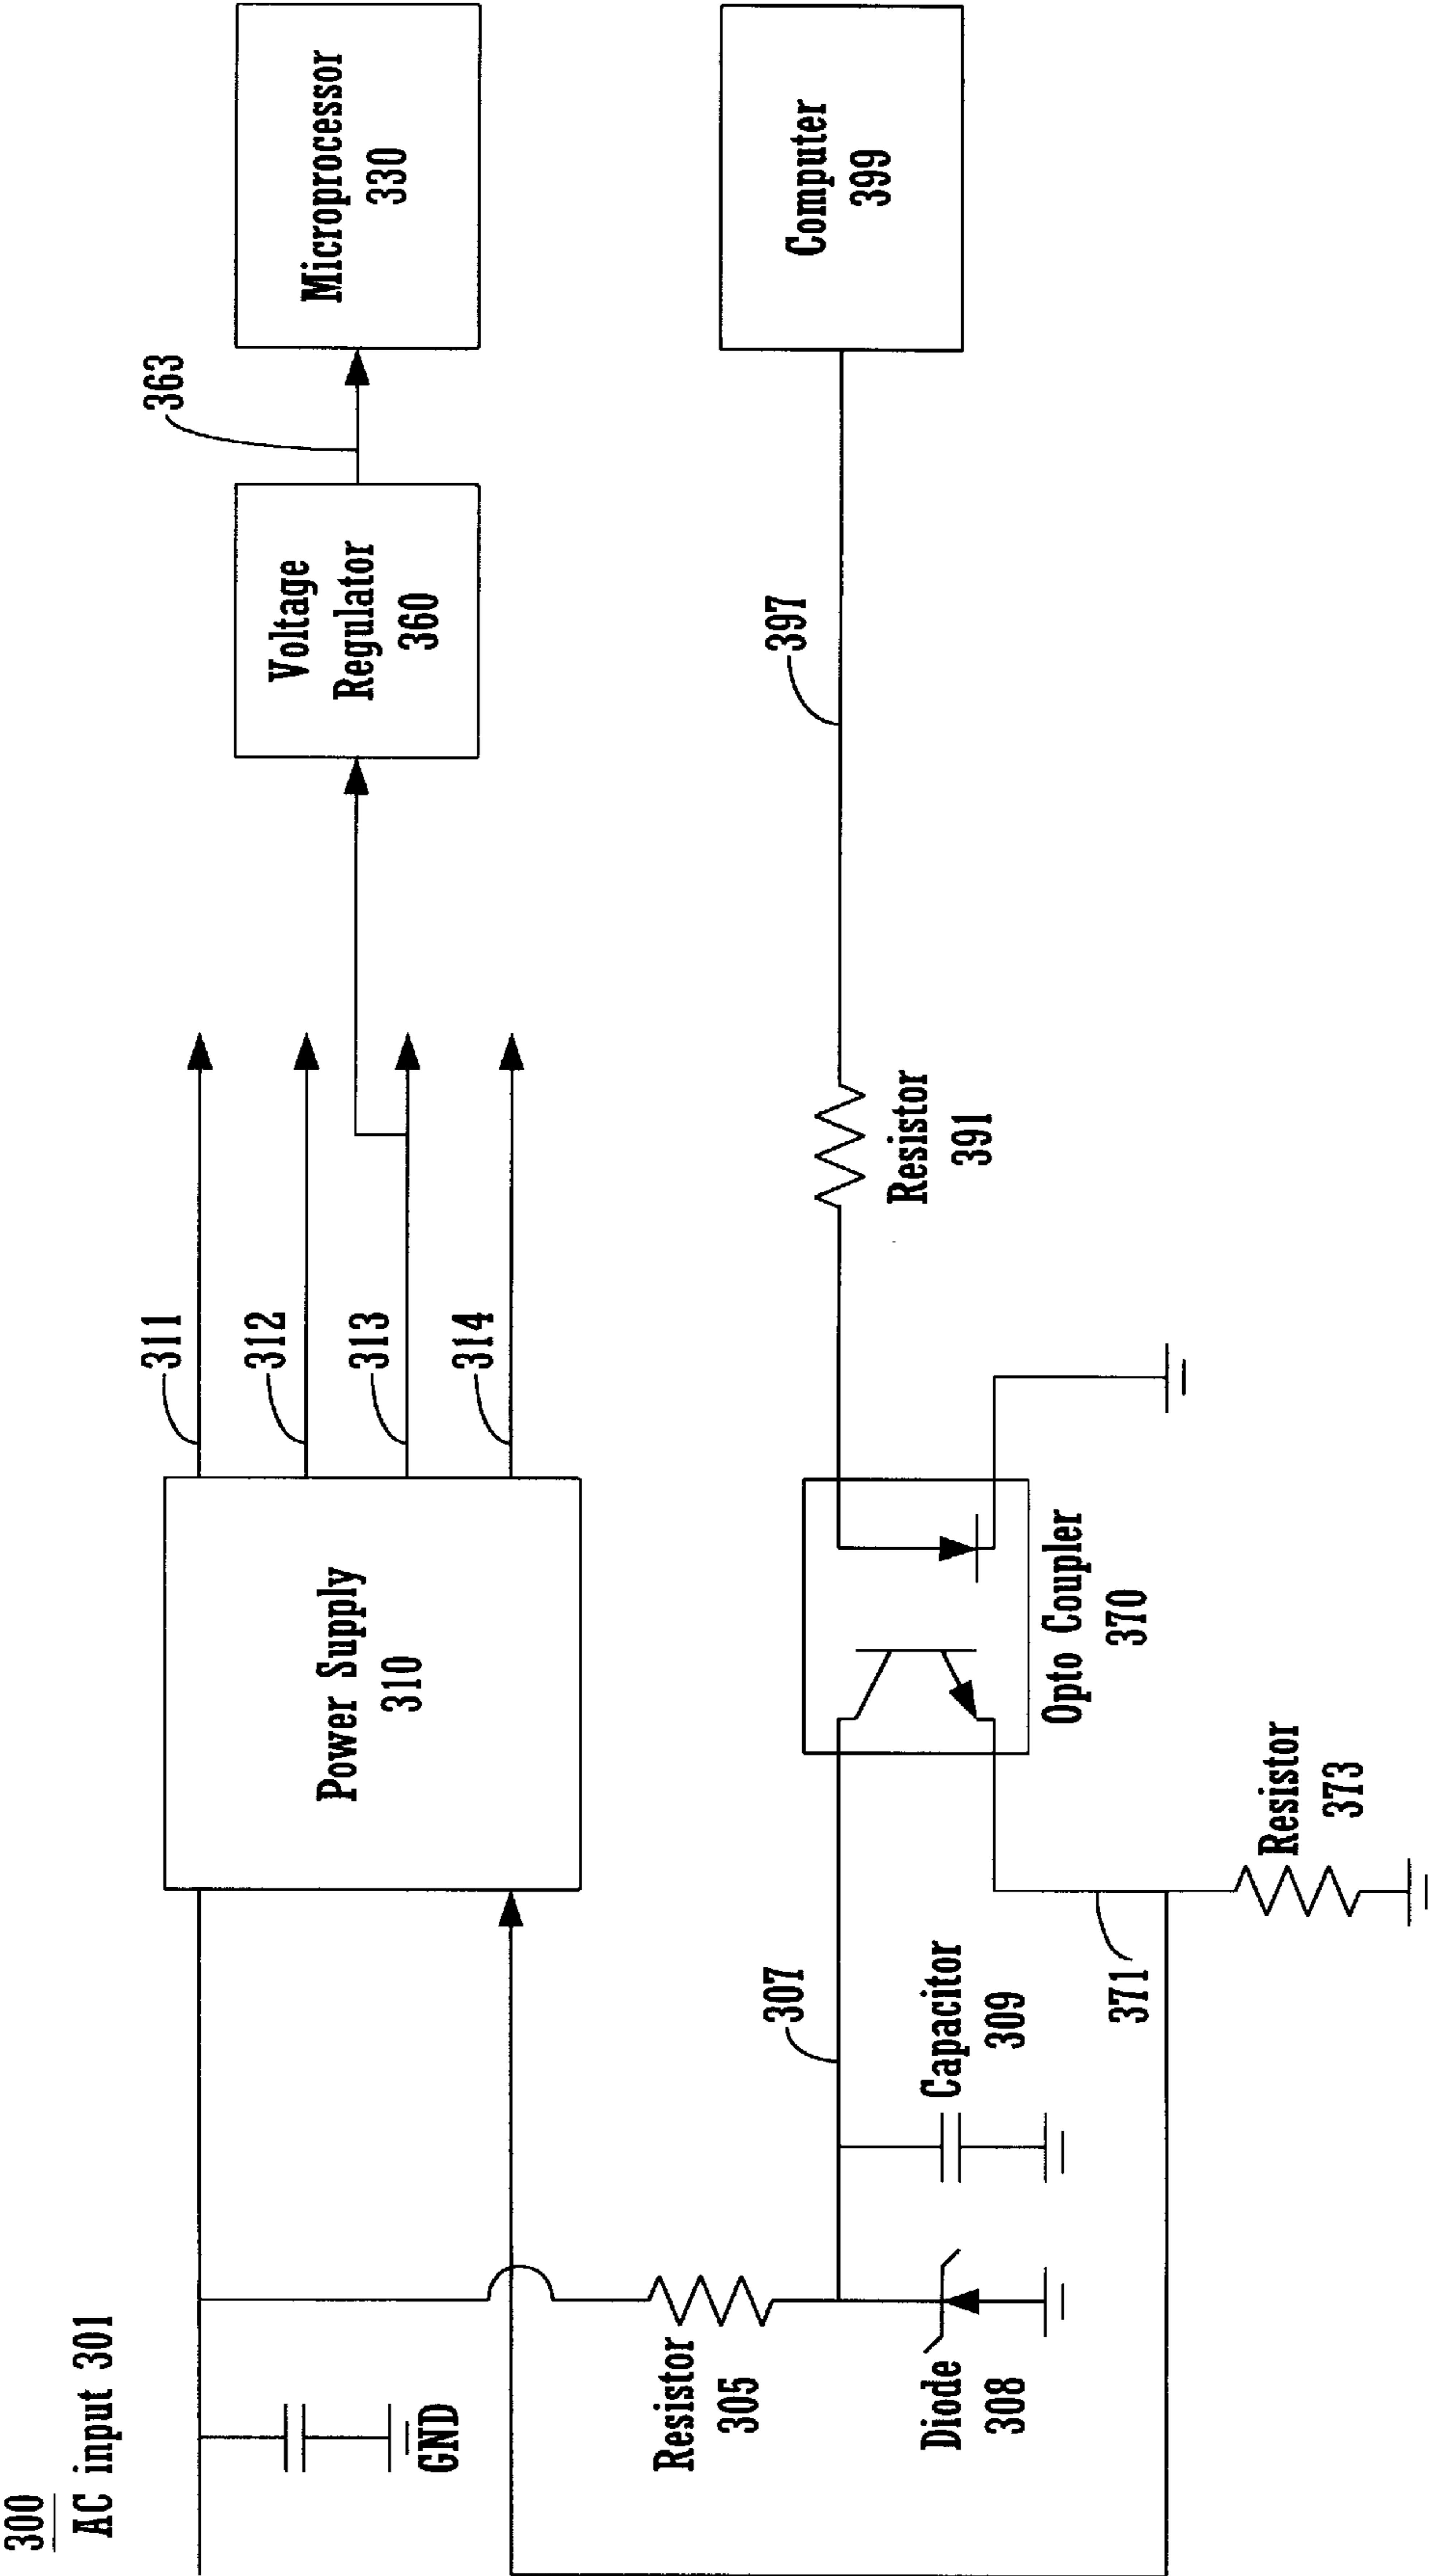 300
AC input 301
GND
311
312
313
314
363
Power Supply
310
Voltage
Regulator
360
Microprocessor
330
Resistor
305
Diode
308
Capacitor
309
307
371
Resistor
373
Opto Coupler
370
Resistor
391
397
Computer
399